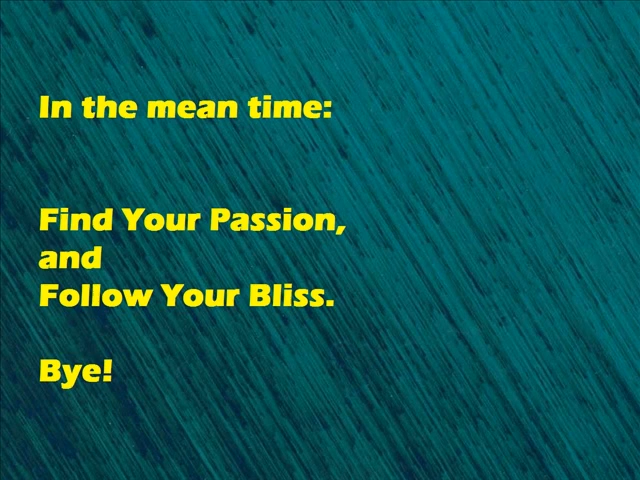 In the mean time:
Find Your Passion,
and
Follow Your Bliss.
Bye!